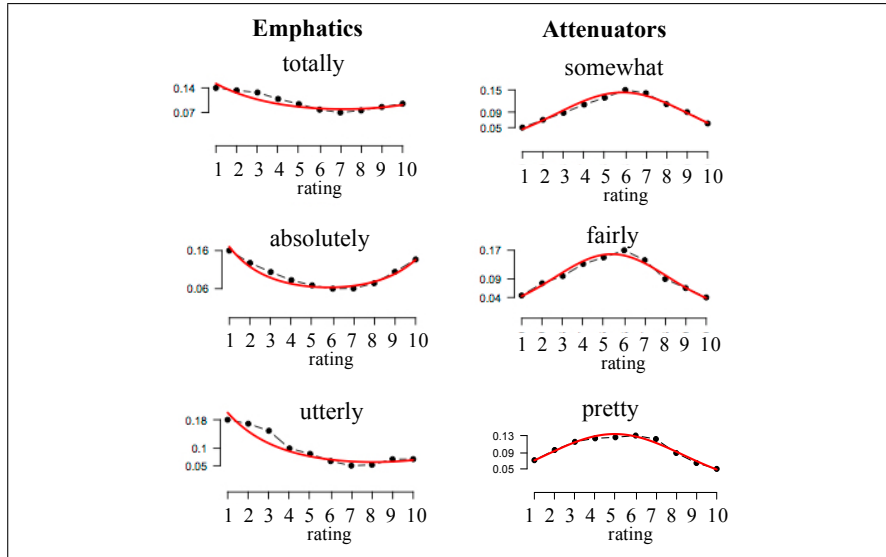 Emphatics
totally
0.14
0.07
1 2 3 4 5 6 7 8 9 10
rating
absolutely
0.16
0.06
1 2 3 4 5 6 7 8 9 10
rating
utterly
0.18
0.1
0.05
1 2 3 4 5 6 7 8 9 10
rating
Attenuators
somewhat
0.15
0.09
0.05
1 2 3 4 5 6 7 8 9 10
rating
fairly
0.17
0.09
0.04
1 2 3 4 5 6 7 8 9 10
rating
pretty
0.13
0.09
0.05
1 2 3 4 5 6 7 8 9 10
rating